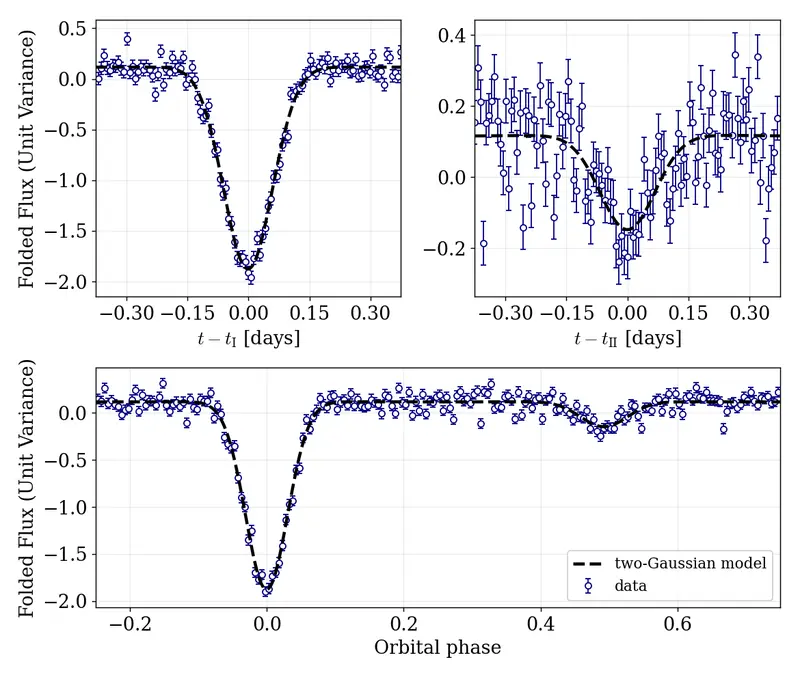 Folded Flux (Unit Variance)
0.5
0.0
−0.5
−1.0
−1.5
−2.0
−0.30 −0.15 0.00 0.15 0.30
t − t_I [days]
0.4
0.2
0.0
−0.2
−0.30 −0.15 0.00 0.15 0.30
t − t_II [days]
Folded Flux (Unit Variance)
0.0
−0.5
−1.0
−1.5
−2.0
−0.2 0.0 0.2 0.4 0.6
Orbital phase
two-Gaussian model
data